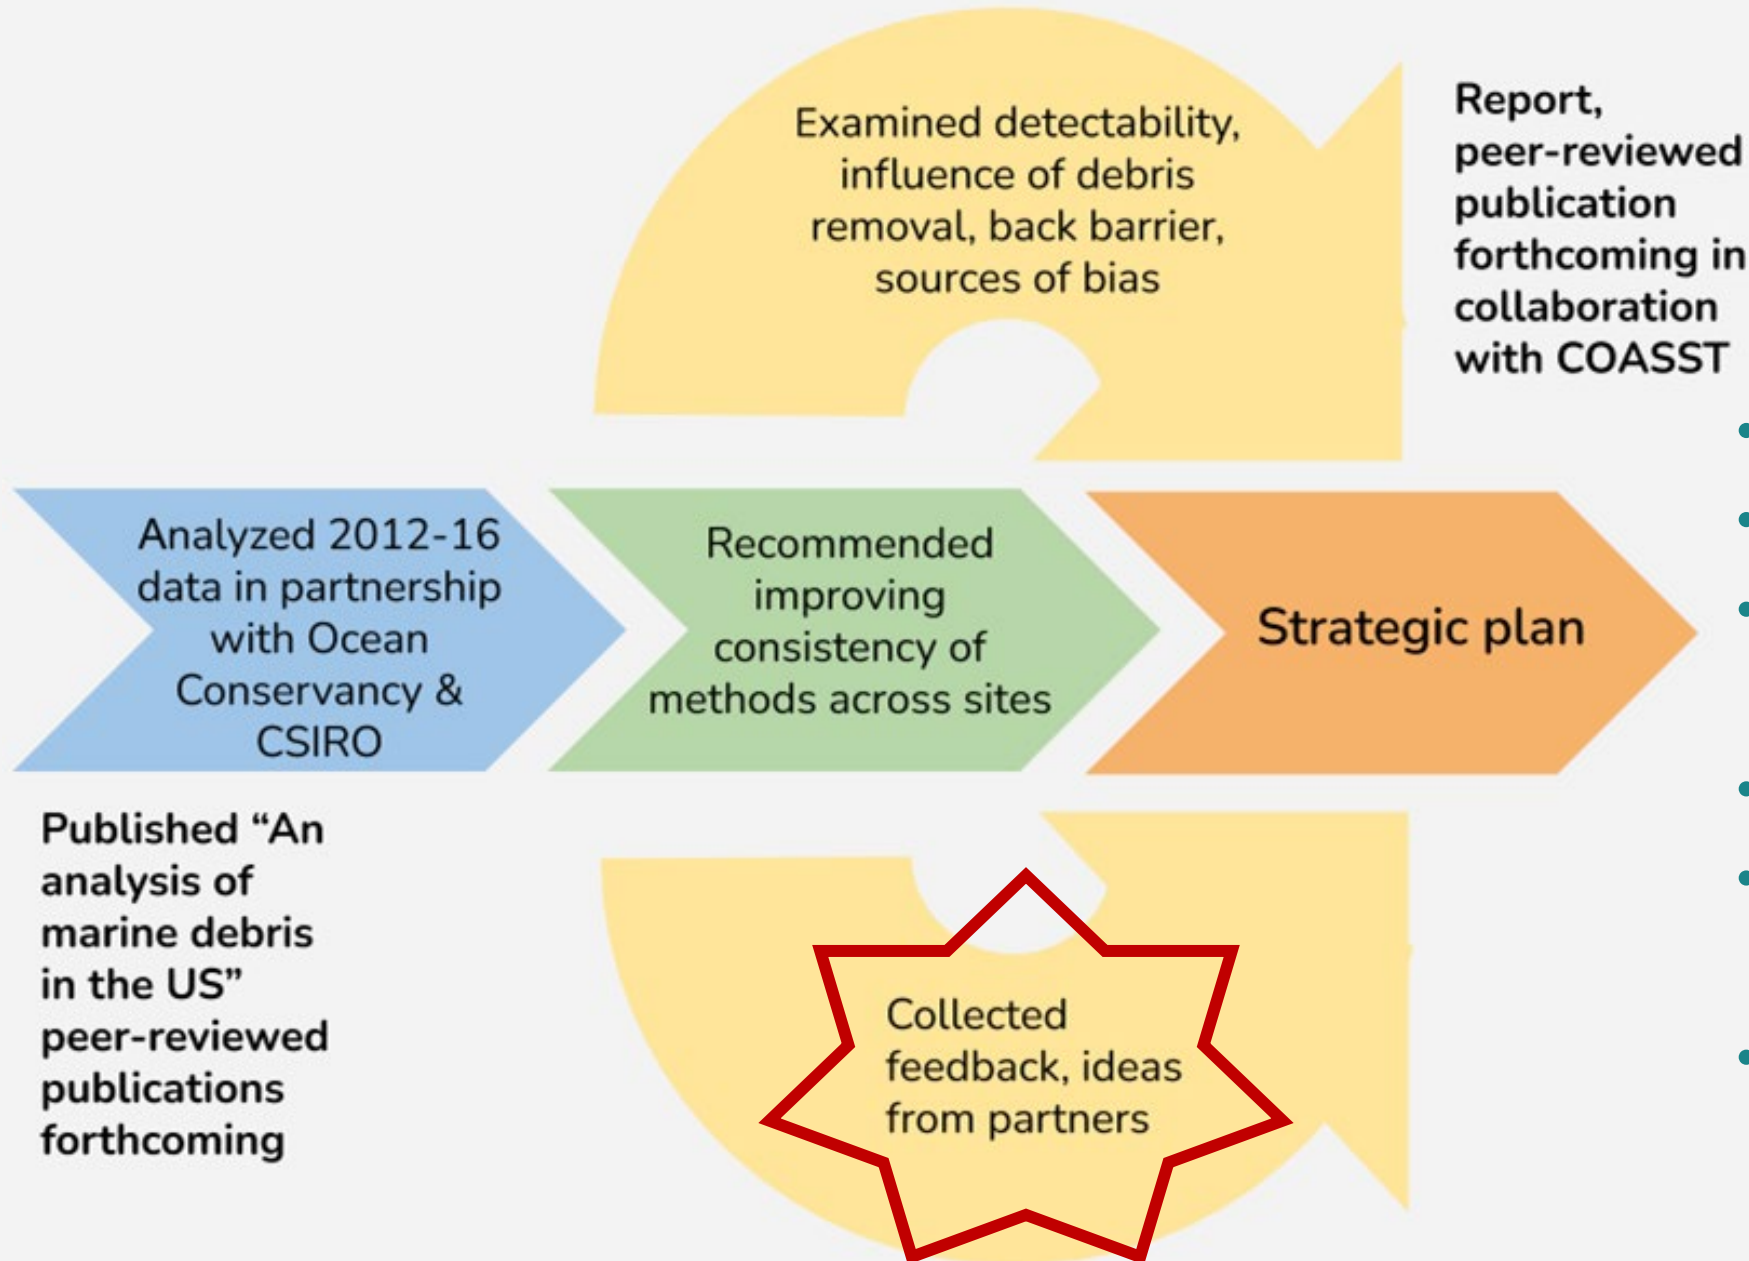 Examined detectability,
influence of debris
removal, back barrier,
sources of bias
Report,
peer-reviewed
publication
forthcoming in
collaboration
with COASST
Analyzed 2012-16
data in partnership
with Ocean
Conservancy &
CSIRO
Recommended
improving
consistency of
methods across sites
Strategic plan
Published “An
analysis of
marine debris
in the US”
peer-reviewed
publications
forthcoming
Collected
feedback, ideas
from partners